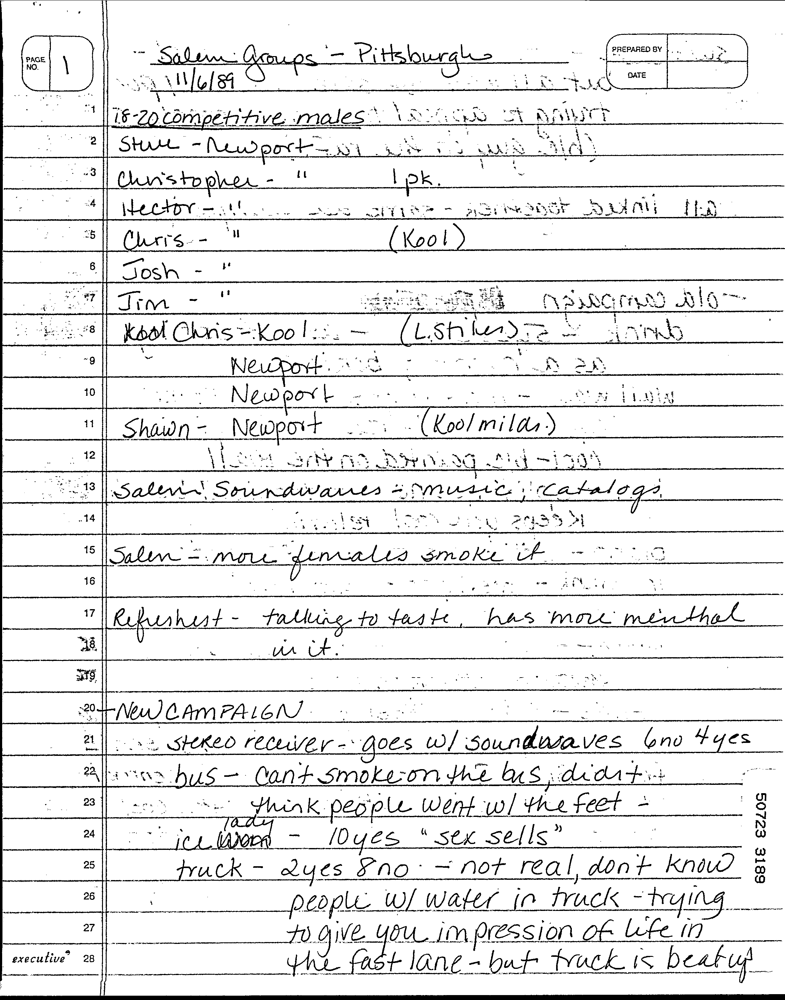 PAGE NO. 1
- Salem Groups - Pittsburgh
11/6/89
PREPARED BY
DATE
1 18-20 competitive males
2 Steve - Newport
3 Christopher - " 1 pk.
4 Hector - "
5 Chris - " (Kool)
6 Josh - "
7 Jim - "
8 Kool Chris - Kool - (L. Stikes)
9 Newport
10 Newport
11 Shawn - Newport (Kool milds)
12
13 Salem: Soundwaves - music, catalogs.
14
15 Salem - more females smoke it
16
17 Refreshest - talking to taste, has more menthol
18 in it.
19
20 - NEW CAMPAIGN
21 stereo receiver - goes w/ soundwaves 6no 4yes
22 bus - can't smoke on the bus, didn't
23 think people went w/ the feet -
24 ice lady - 10 yes "sex sells"
25 truck - 2yes 8no - not real, don't know
26 people w/ water in truck - trying
27 to give you impression of life in
28 the fast lane - but truck is beat up
executive
50723 3189